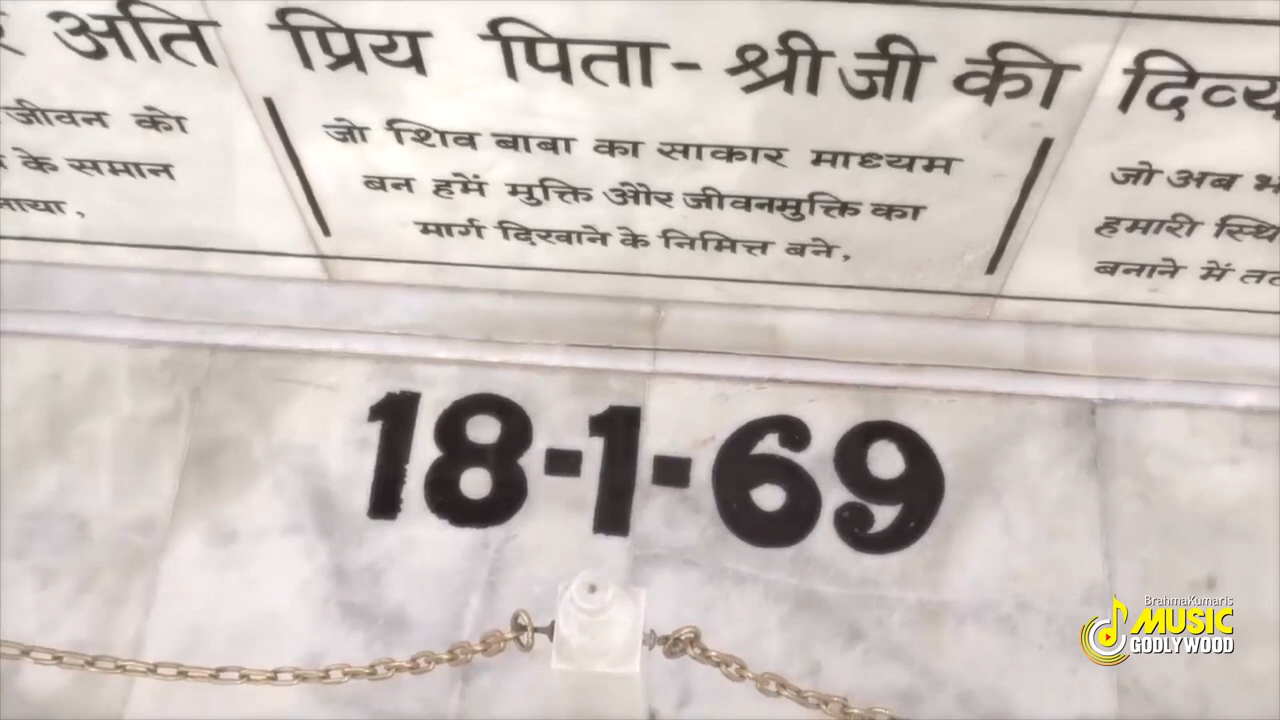 अति प्रिय पिता-श्रीजी की दिव्य
जीवन को
के समान
जो शिव बाबा का साकार माध्यम
बन हमें मुक्ति और जीवनमुक्ति का
मार्ग दिखाने के निमित्त बने,
जो अब
हमारी
बनाने में
18-1-69
BrahmaKumaris
MUSIC
GODLYWOOD